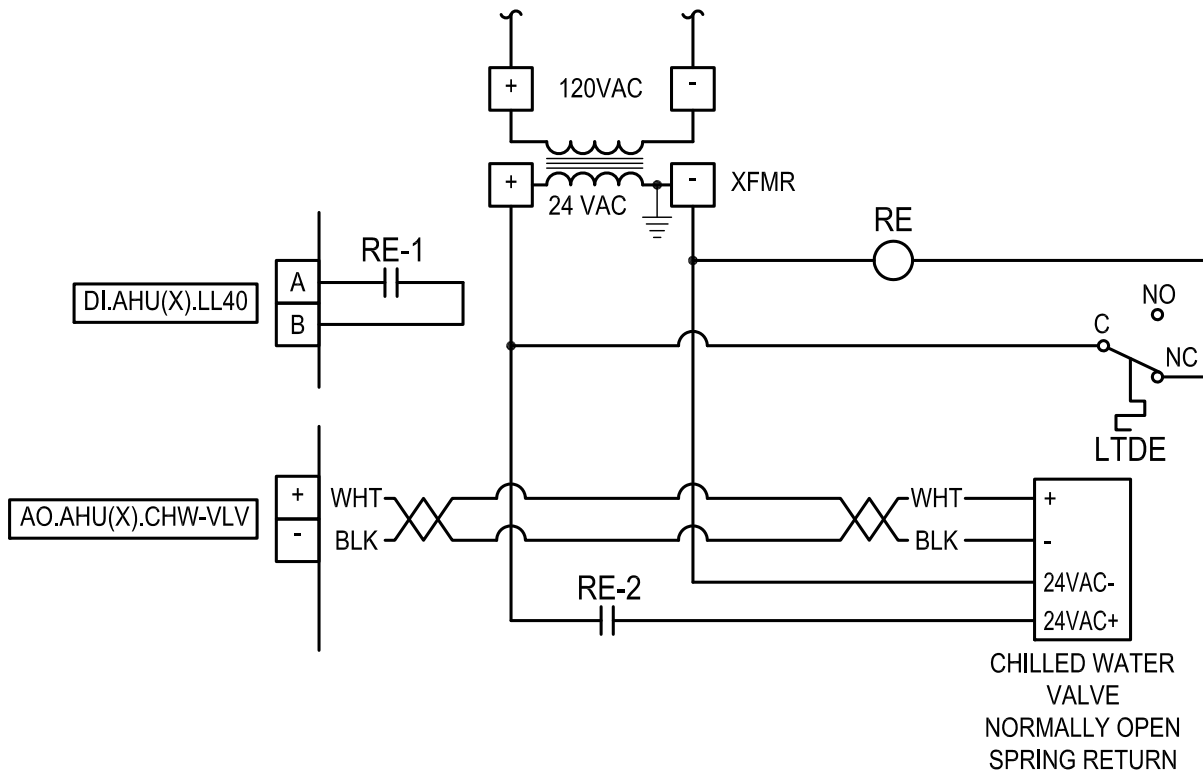 +
120VAC
-
+
24 VAC
-
XFMR
RE
RE-1
DI.AHU(X).LL40
A
B
NO
C
NC
LTDE
AO.AHU(X).CHW-VLV
+
-
WHT
BLK
WHT
BLK
+
-
24VAC-
24VAC+
RE-2
CHILLED WATER
VALVE
NORMALLY OPEN
SPRING RETURN